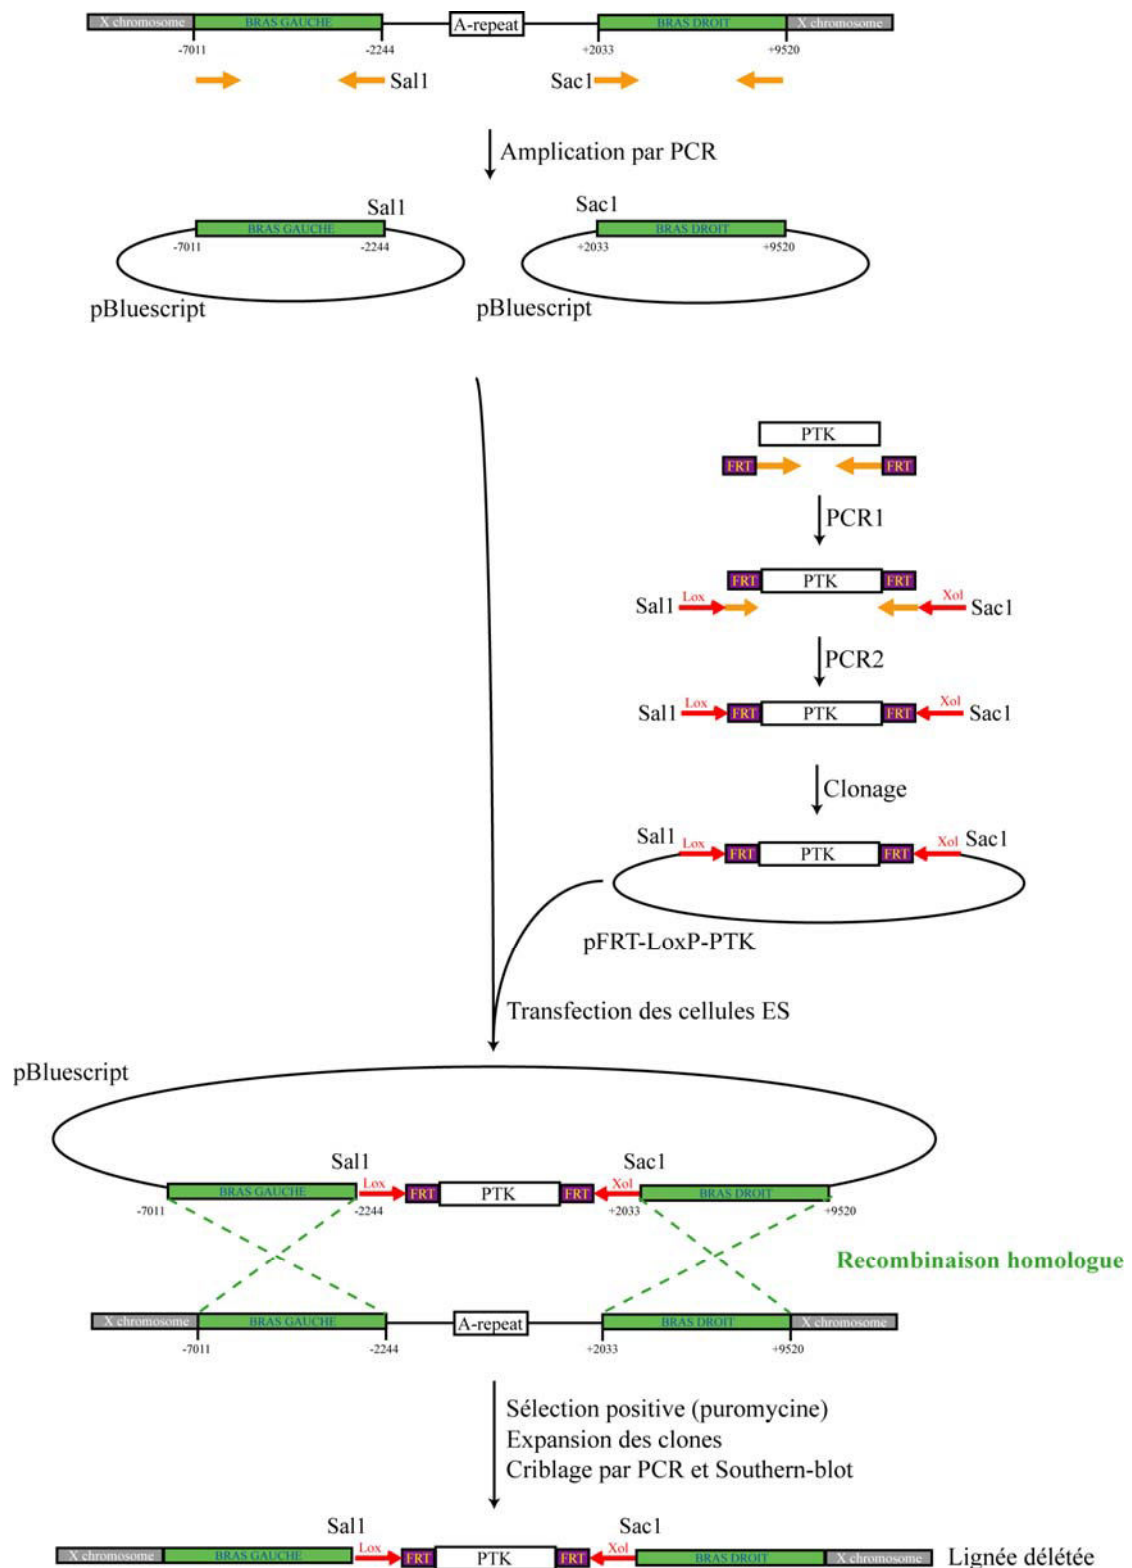 X chromosome BRAS GAUCHE A-repeat BRAS DROIT X chromosome
-7011 -2244 +2033 +9520
Sal1 Sac1
Amplication par PCR
Sal1 Sac1
BRAS GAUCHE BRAS DROIT
-7011 -2244 +2033 +9520
pBluescript pBluescript
PTK
FRT FRT
PCR1
FRT PTK FRT
Sal1 Lox Xol Sac1
PCR2
Sal1 Lox FRT PTK FRT Xol Sac1
Clonage
Sal1 Lox FRT PTK FRT Xol Sac1
pFRT-LoxP-PTK
Transfection des cellules ES
pBluescript
Sal1 Sac1
BRAS GAUCHE Lox FRT PTK FRT Xol BRAS DROIT
-7011 -2244 +2033 +9520
Recombinaison homologue
X chromosome BRAS GAUCHE A-repeat BRAS DROIT X chromosome
-7011 -2244 +2033 +9520
Sélection positive (puromycine)
Expansion des clones
Criblage par PCR et Southern-blot
Sal1 Sac1
X chromosome BRAS GAUCHE Lox FRT PTK FRT Xol BRAS DROIT X chromosome Lignée délétée